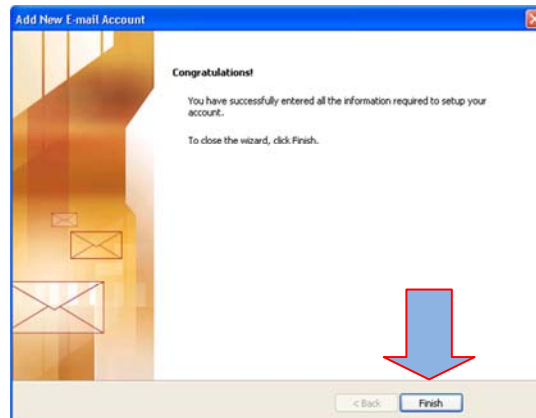 Add New E-mail Account
Congratulations!
You have successfully entered all the information required to setup your
account.
To close the wizard, click Finish.
< Back
Finish